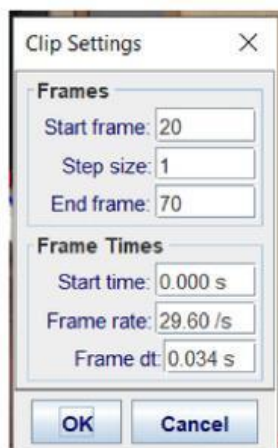 Clip Settings
Frames
Start frame: 20
Step size: 1
End frame: 70
Frame Times
Start time: 0.000 s
Frame rate: 29.60 /s
Frame dt: 0.034 s
OK Cancel